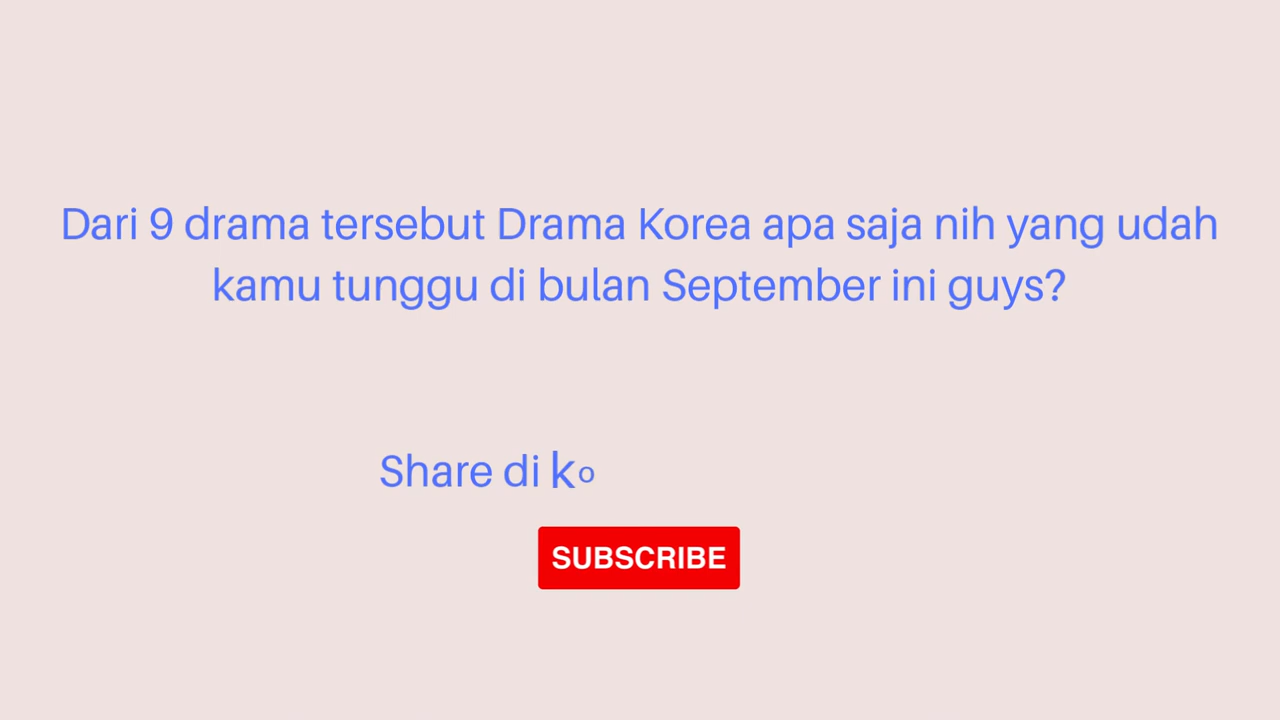 Dari 9 drama tersebut Drama Korea apa saja nih yang udah
kamu tunggu di bulan September ini guys?
Share di ko
SUBSCRIBE